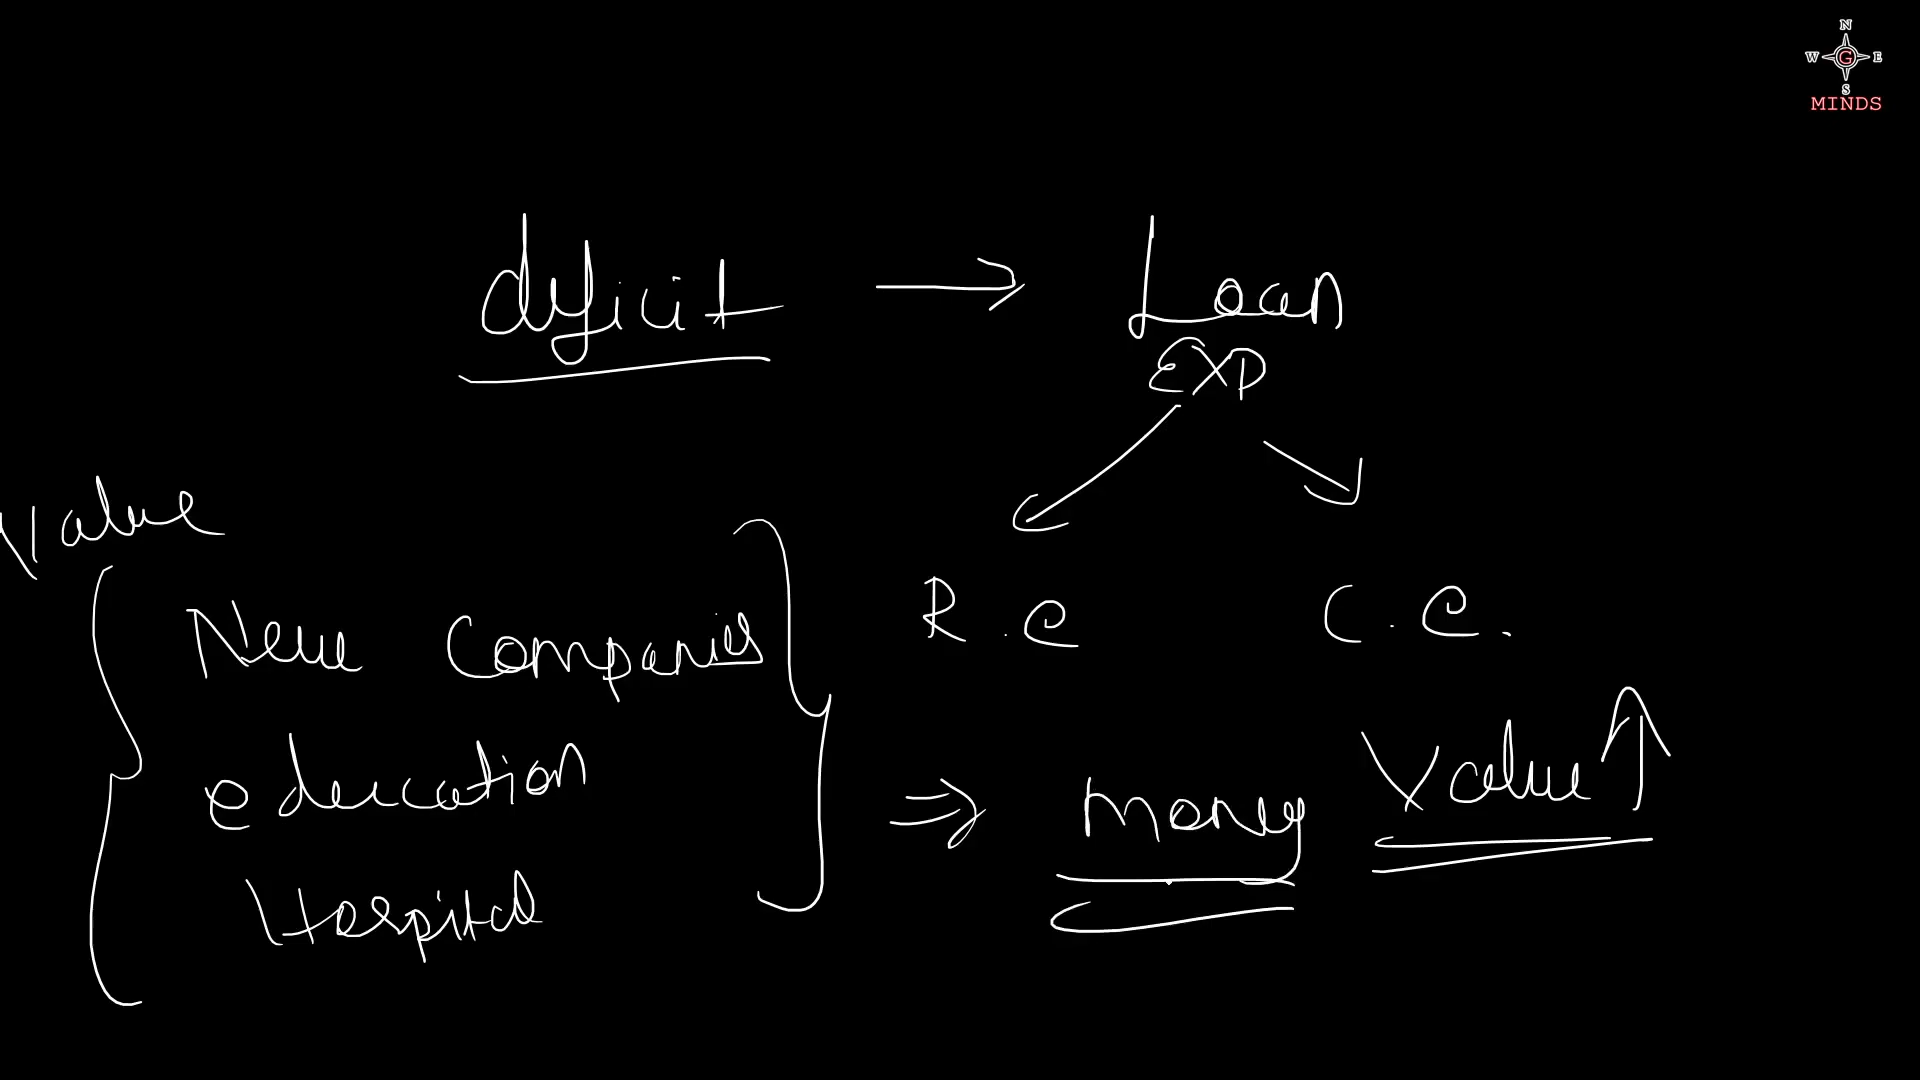 N
W G E
S
MINDS
deficit → Loan
EXP
Value
R.e C.e.
New Companies
education
Hospital
⇒ money Value ↑